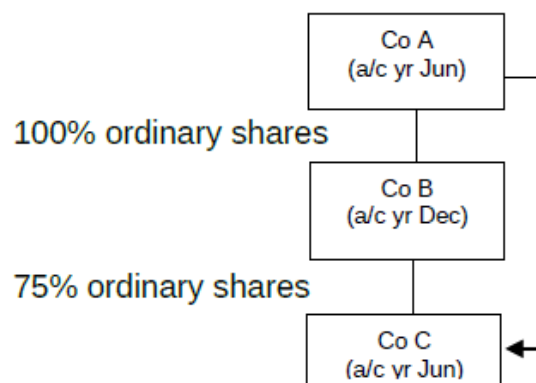 Co A
(a/c yr Jun)
100% ordinary shares
Co B
(a/c yr Dec)
75% ordinary shares
Co C
(a/c yr Jun)